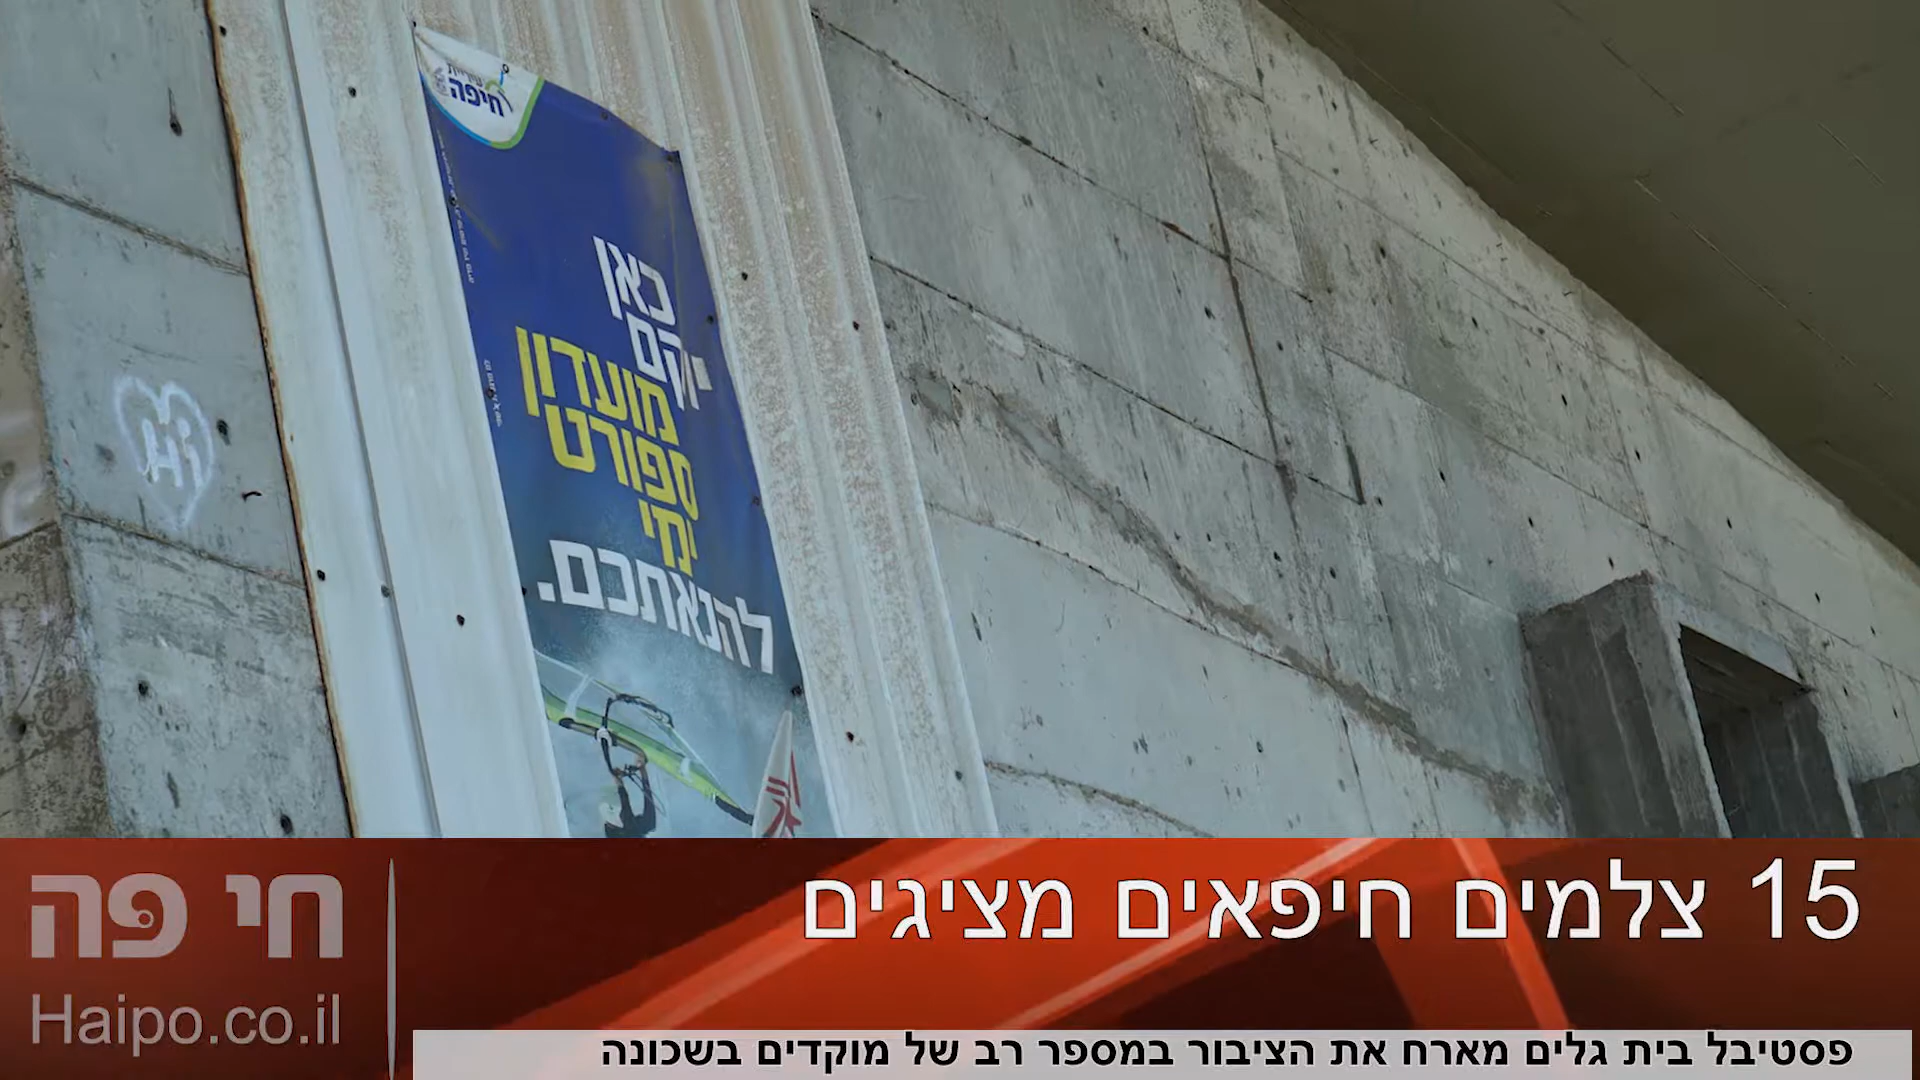 חיפה
כאן
יוקם
מועדון
ספורט
ימי
להנאתכם.
Hi
15 צלמים חיפאים מציגים
חי פה
Haipo.co.il
פסטיבל בית גלים מארח את הציבור במספר רב של מוקדים בשכונה